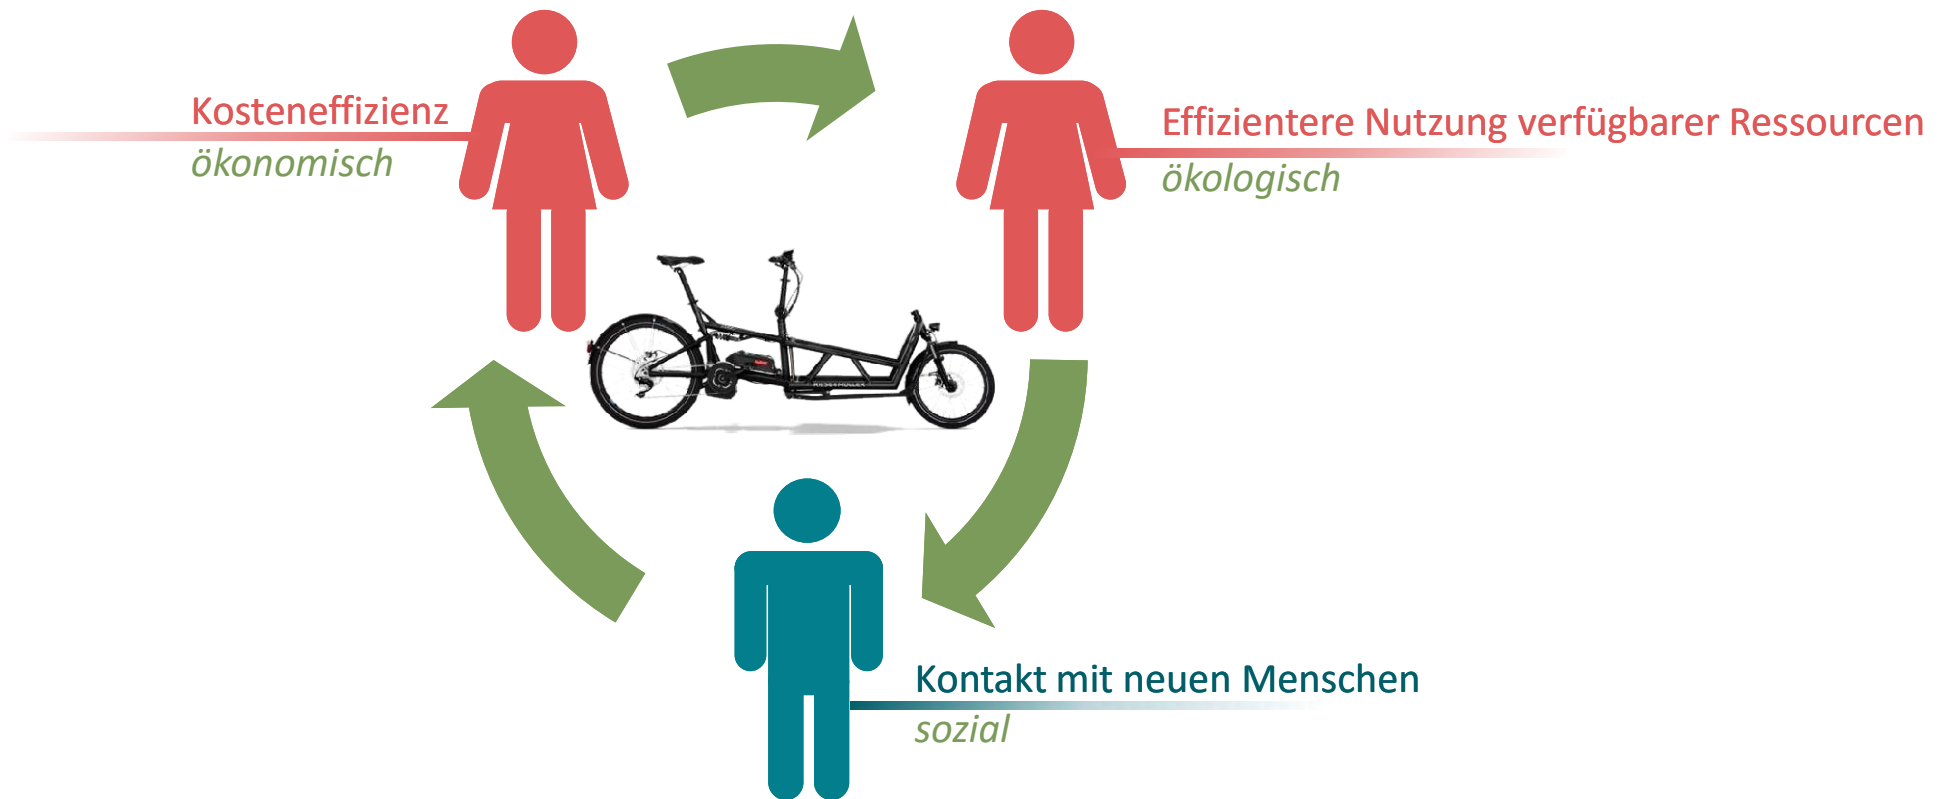 Kosteneffizienz
ökonomisch
Effizientere Nutzung verfügbarer Ressourcen
ökologisch
Kontakt mit neuen Menschen
sozial